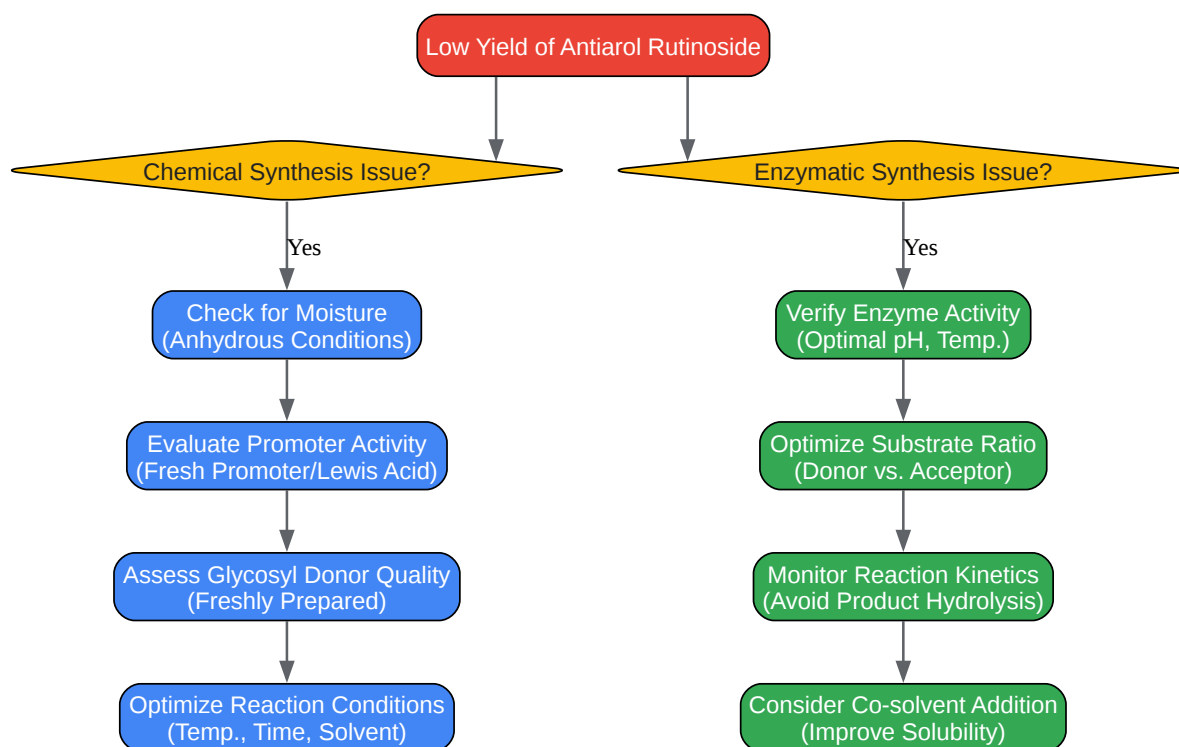 Low Yield of Antiarol Rutinoside
Chemical Synthesis Issue?
Enzymatic Synthesis Issue?
Yes
Yes
Check for Moisture
(Anhydrous Conditions)
Verify Enzyme Activity
(Optimal pH, Temp.)
Evaluate Promoter Activity
(Fresh Promoter/Lewis Acid)
Optimize Substrate Ratio
(Donor vs. Acceptor)
Assess Glycosyl Donor Quality
(Freshly Prepared)
Monitor Reaction Kinetics
(Avoid Product Hydrolysis)
Optimize Reaction Conditions
(Temp., Time, Solvent)
Consider Co-solvent Addition
(Improve Solubility)